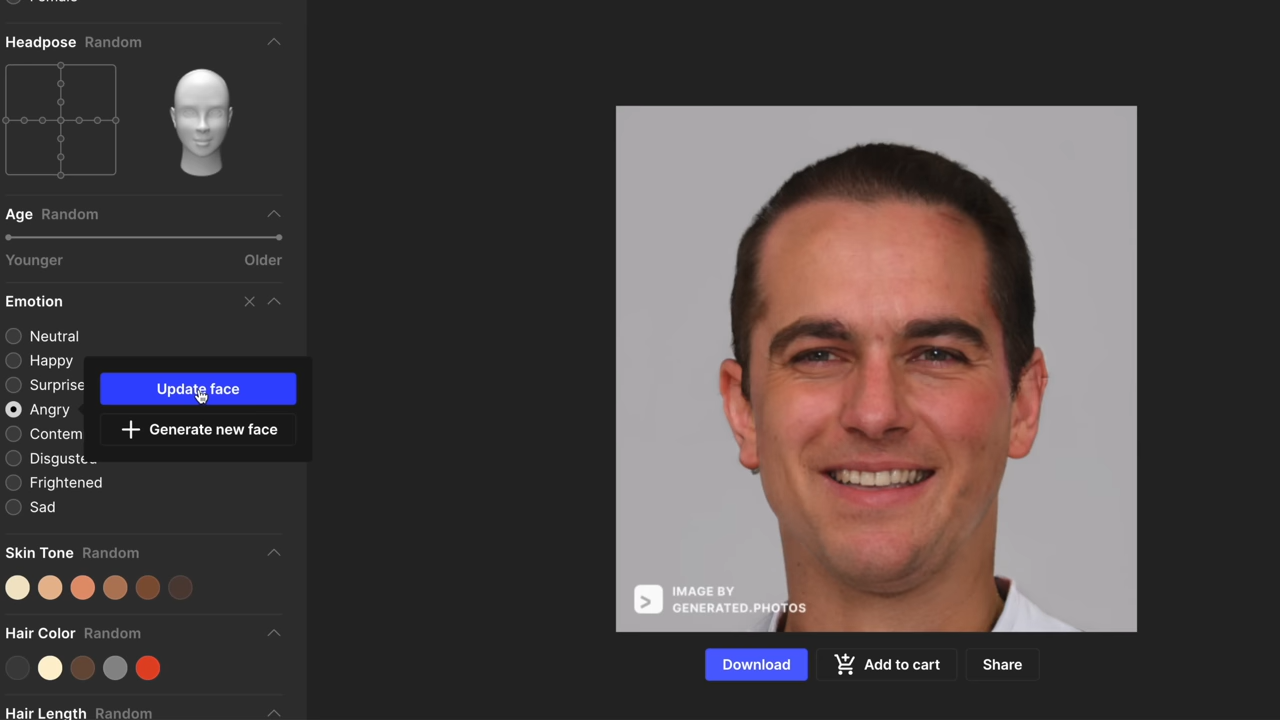 Headpose Random
Age Random
Younger Older
Emotion
Neutral
Happy
Surprise
Angry
Contem
Disgusted
Frightened
Sad
Update face
Generate new face
Skin Tone Random
Hair Color Random
Hair Length Random
IMAGE BY
GENERATED.PHOTOS
Download
Add to cart
Share